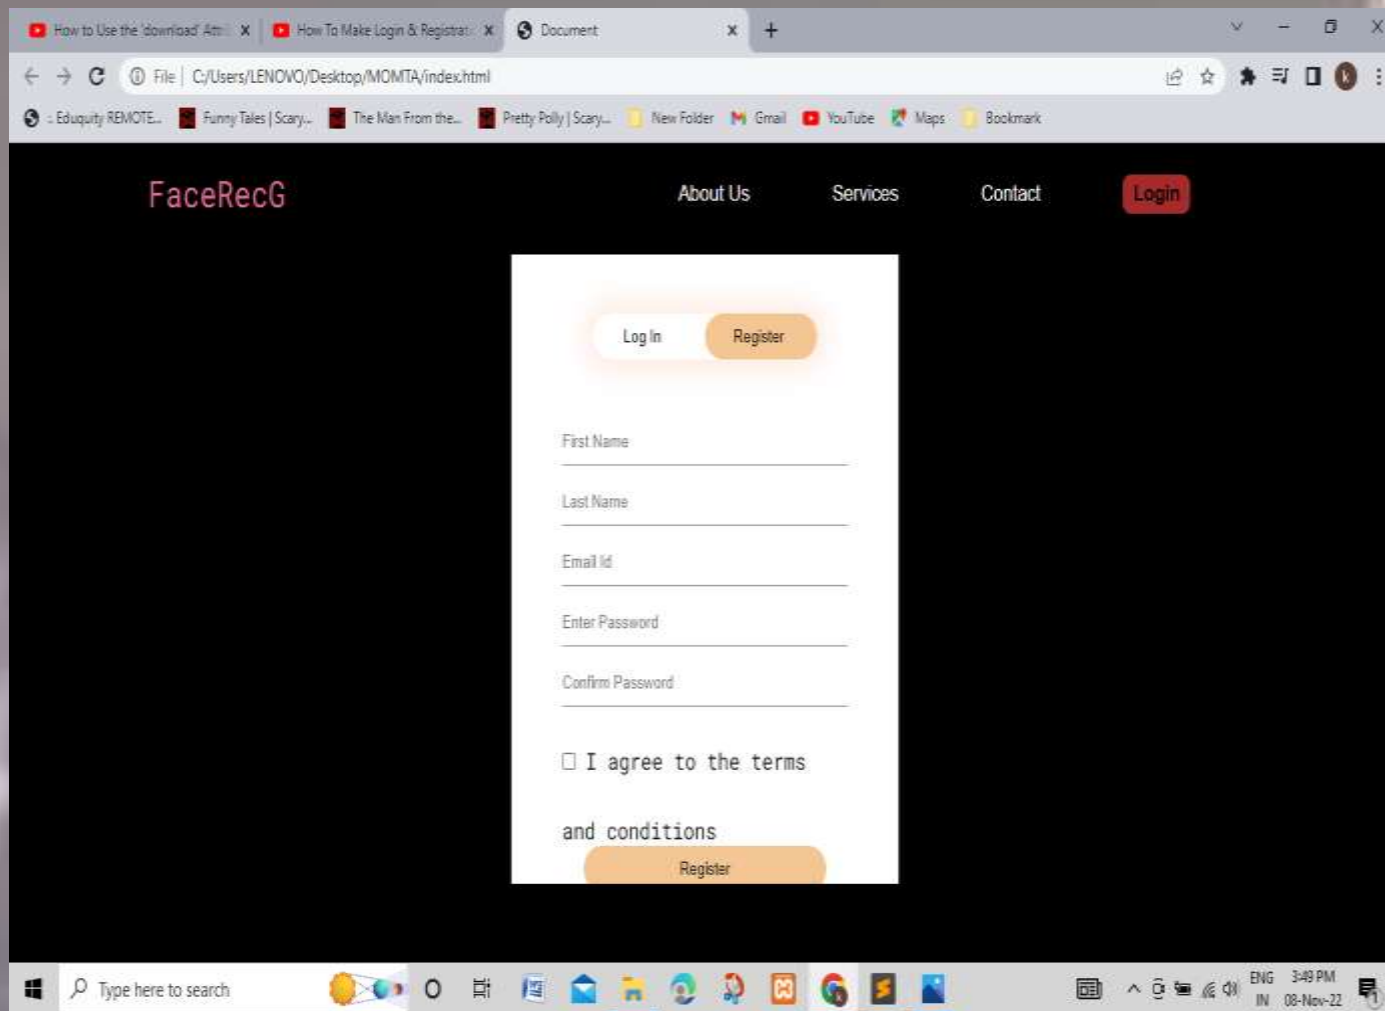 How to Use the 'download' Att
How To Make Login & Registrat
Document
File
C:/Users/LENOVO/Desktop/MOMTA/index.html
Eduquity REMOTE...
Funny Tales | Scary...
The Man From the...
Pretty Polly | Scary...
New Folder
Gmail
YouTube
Maps
Bookmark
FaceRecG
About Us
Services
Contact
Login
Log In
Register
First Name
Last Name
Email Id
Enter Password
Confirm Password
I agree to the terms
and conditions
Register
Type here to search
ENG
IN
3:49 PM
08-Nov-22